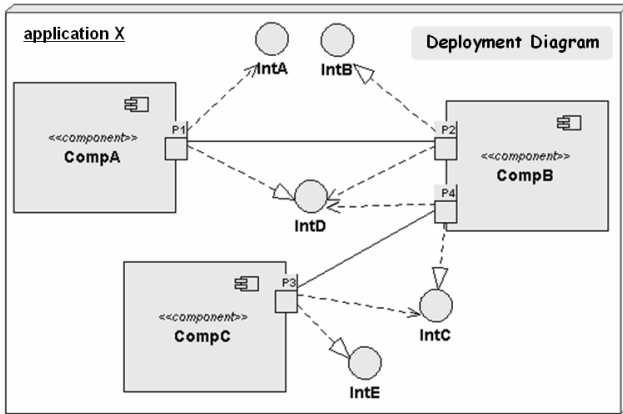 application X
Deployment Diagram
IntA
IntB
P1
<<component>>
CompA
P2
<<component>>
CompB
P4
IntD
P3
<<component>>
CompC
IntC
IntE